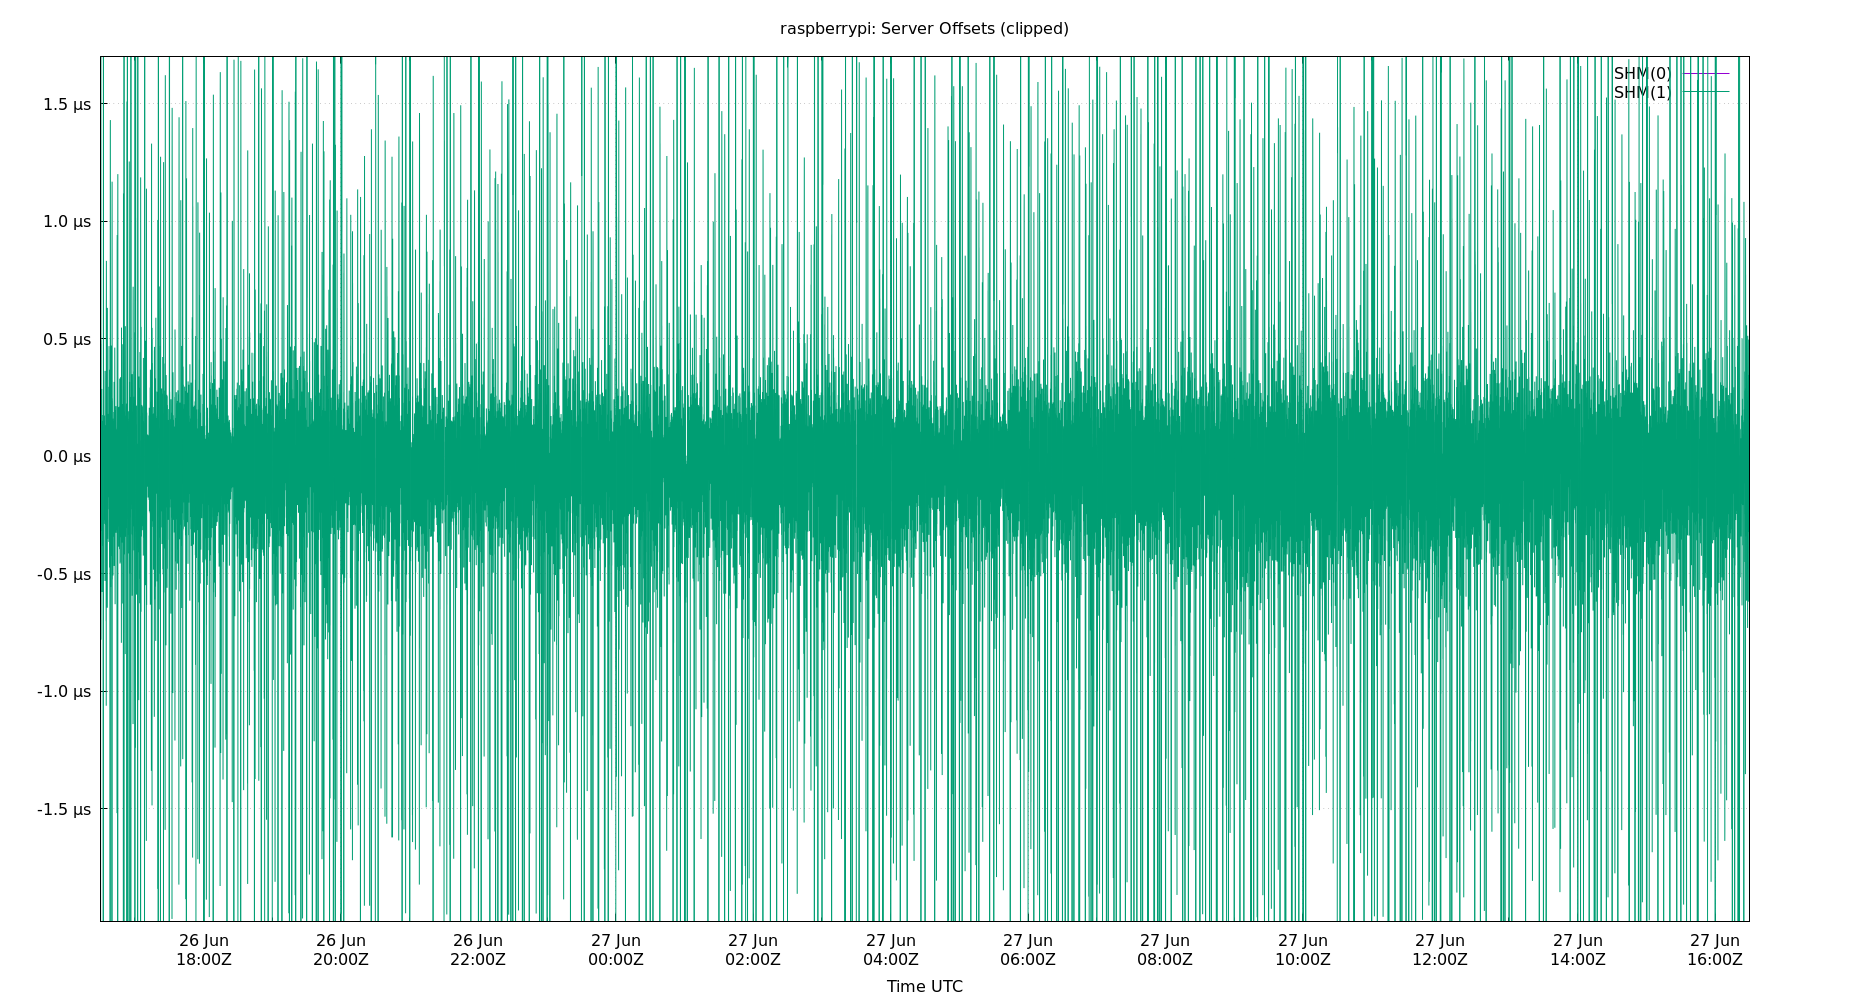 raspberrypi: Server Offsets (clipped)
SHM(0)
SHM(1)
1.5 µs
1.0 µs
0.5 µs
0.0 µs
-0.5 µs
-1.0 µs
-1.5 µs
26 Jun 26 Jun 26 Jun 27 Jun 27 Jun 27 Jun 27 Jun 27 Jun 27 Jun 27 Jun 27 Jun 27 Jun
18:00Z 20:00Z 22:00Z 00:00Z 02:00Z 04:00Z 06:00Z 08:00Z 10:00Z 12:00Z 14:00Z 16:00Z
Time UTC